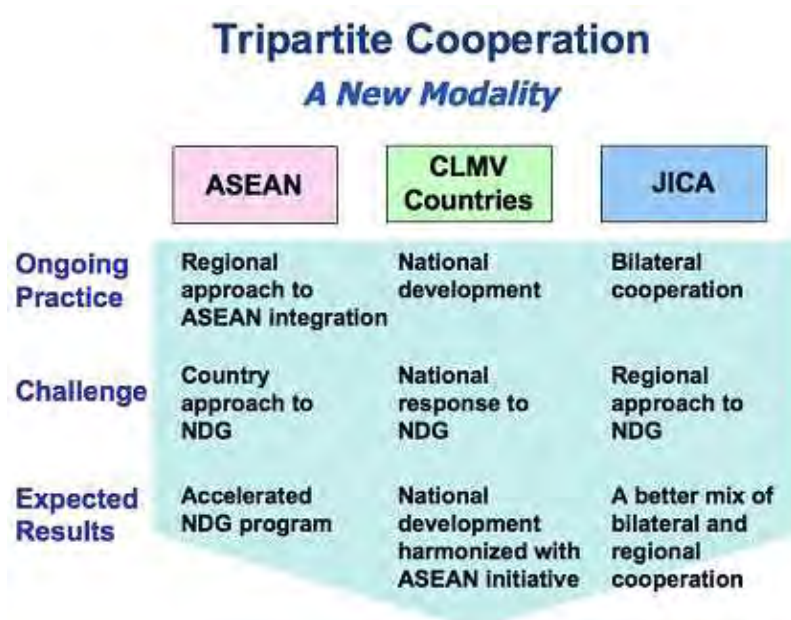 Tripartite Cooperation
A New Modality
ASEAN
CLMV
Countries
JICA
Ongoing
Practice
Regional
approach to
ASEAN integration
National
development
Bilateral
cooperation
Challenge
Country
approach to
NDG
National
response to
NDG
Regional
approach to
NDG
Expected
Results
Accelerated
NDG program
National
development
harmonized with
ASEAN initiative
A better mix of
bilateral and
regional
cooperation